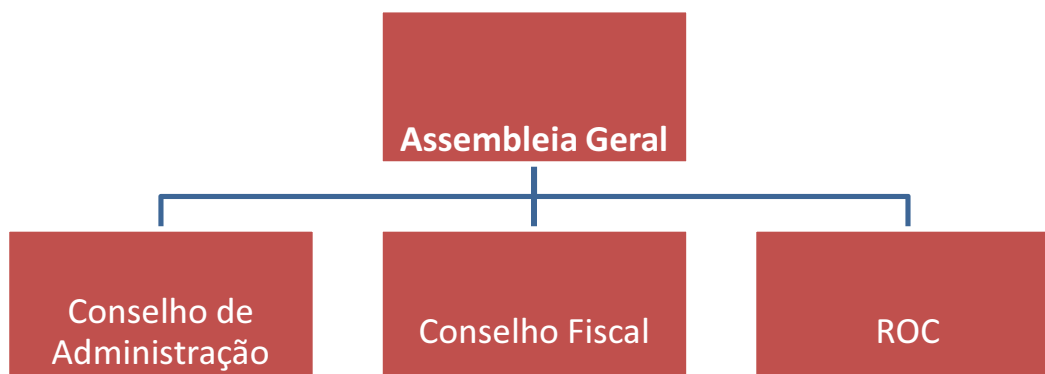 Assembleia Geral
Conselho de
Administração
Conselho Fiscal
ROC